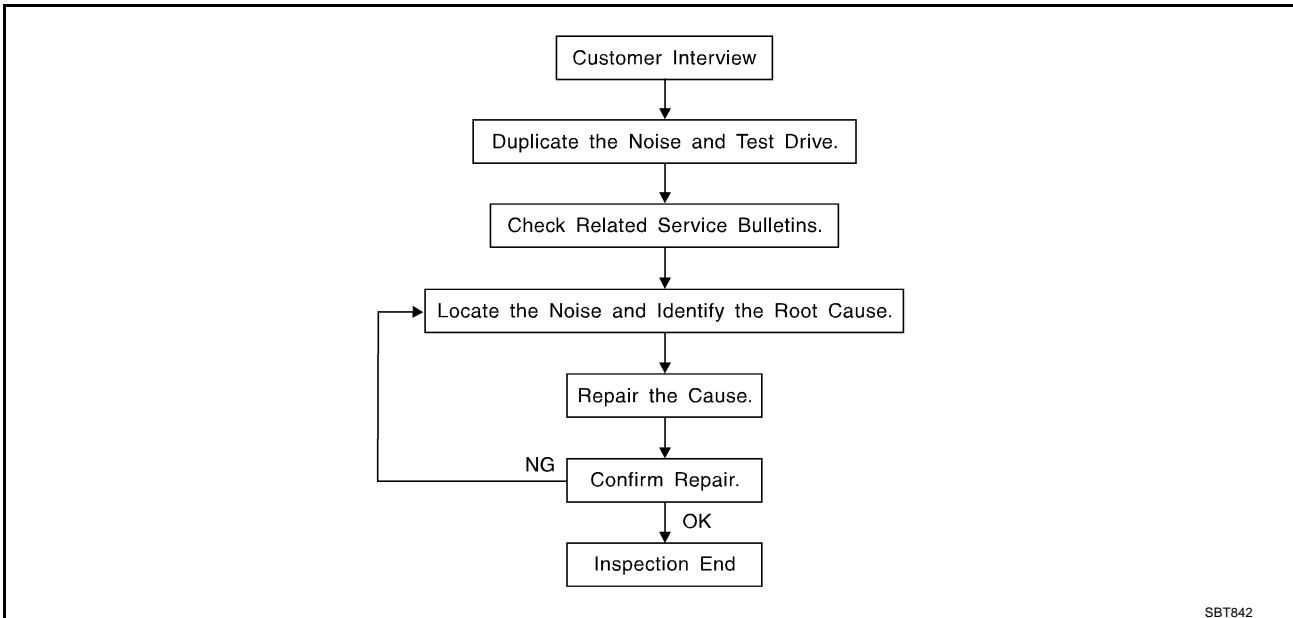 Customer Interview
Duplicate the Noise and Test Drive.
Check Related Service Bulletins.
Locate the Noise and Identify the Root Cause.
Repair the Cause.
NG
Confirm Repair.
OK
Inspection End
SBT842